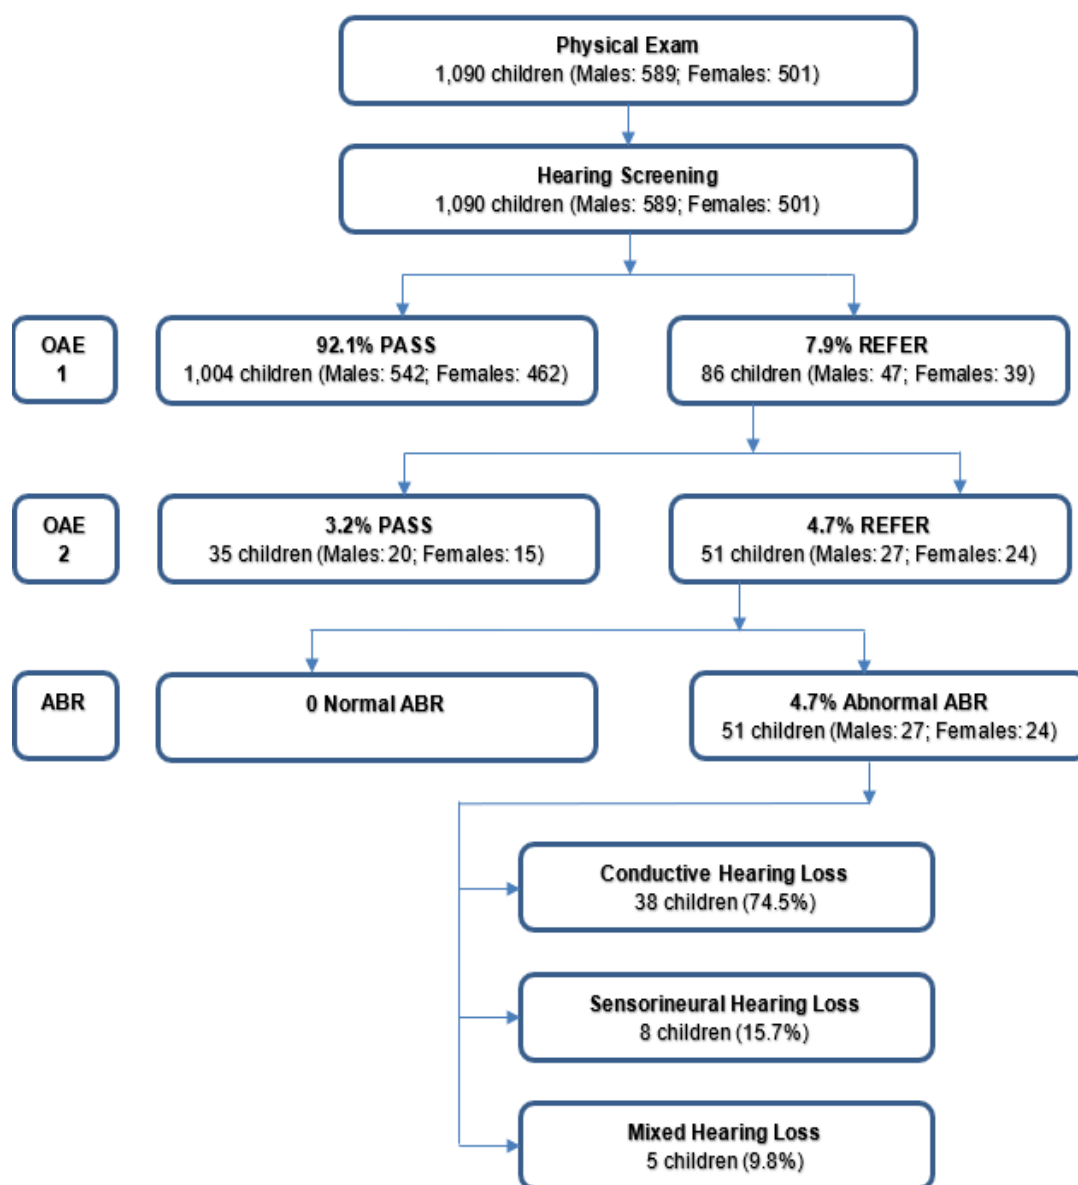 Physical Exam
1,090 children (Males: 589; Females: 501)
Hearing Screening
1,090 children (Males: 589; Females: 501)
OAE
1
92.1% PASS
1,004 children (Males: 542; Females: 462)
7.9% REFER
86 children (Males: 47; Females: 39)
OAE
2
3.2% PASS
35 children (Males: 20; Females: 15)
4.7% REFER
51 children (Males: 27; Females: 24)
ABR
0 Normal ABR
4.7% Abnormal ABR
51 children (Males: 27; Females: 24)
Conductive Hearing Loss
38 children (74.5%)
Sensorineural Hearing Loss
8 children (15.7%)
Mixed Hearing Loss
5 children (9.8%)